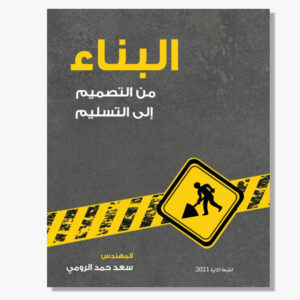 البناء
من التصميم
إلى التسليم
المهندس
سعد حمد الرومي
الطبعة الثانية 2021